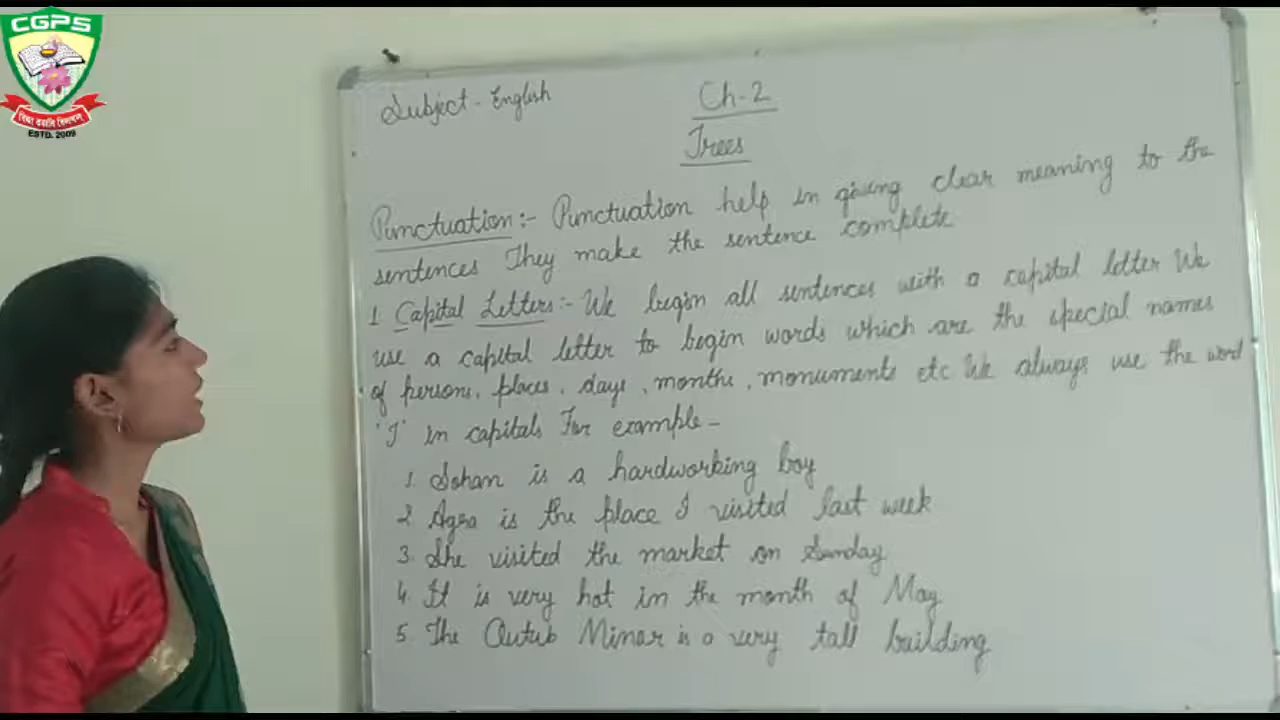 CGPS
ESTD. 2009
Subject - English
Ch-2
Trees
Punctuation :- Punctuation help in giving clear meaning to the
sentences They make the sentence complete
1 Capital Letters :- We begin all sentences with a capital letter We
use a capital letter to begin words which are the special names
of persons, places, days, months, monuments etc We always use the word
'I' in capitals For example -
1. Sohan is a hardworking boy
2. Agra is the place I visited last week
3. She visited the market on Sunday
4. It is very hot in the month of May
5. The Qutub Minar is a very tall building